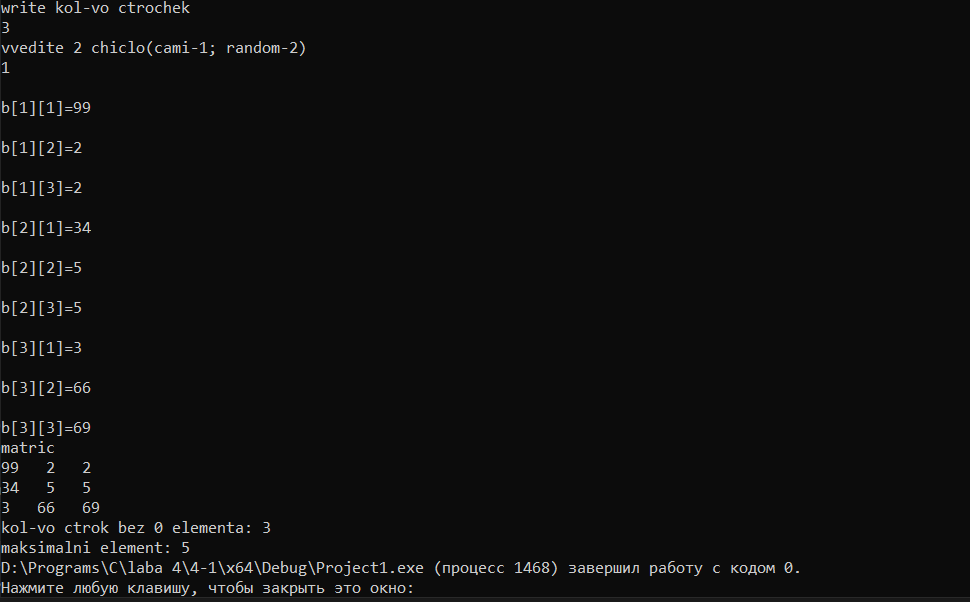 write kol-vo ctrochek
3
vvedite 2 chiclo(cami-1; random-2)
1
b[1][1]=99
b[1][2]=2
b[1][3]=2
b[2][1]=34
b[2][2]=5
b[2][3]=5
b[3][1]=3
b[3][2]=66
b[3][3]=69
matric
99   2   2
34   5   5
3   66   69
kol-vo ctrok bez 0 elementa: 3
maksimalni element: 5
D:\Programs\C\laba 4\4-1\x64\Debug\Project1.exe (процесс 1468) завершил работу с кодом 0.
Нажмите любую клавишу, чтобы закрыть это окно: